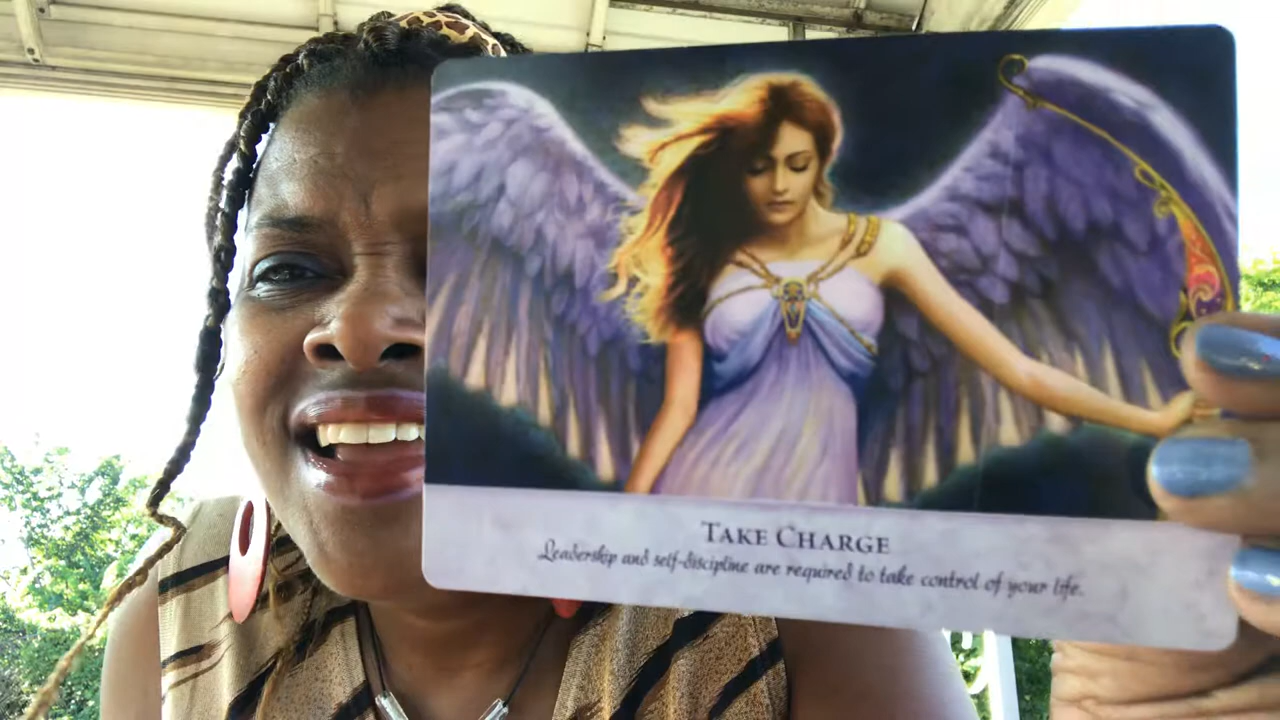 TAKE CHARGE
Leadership and self-discipline are required to take control of your life.